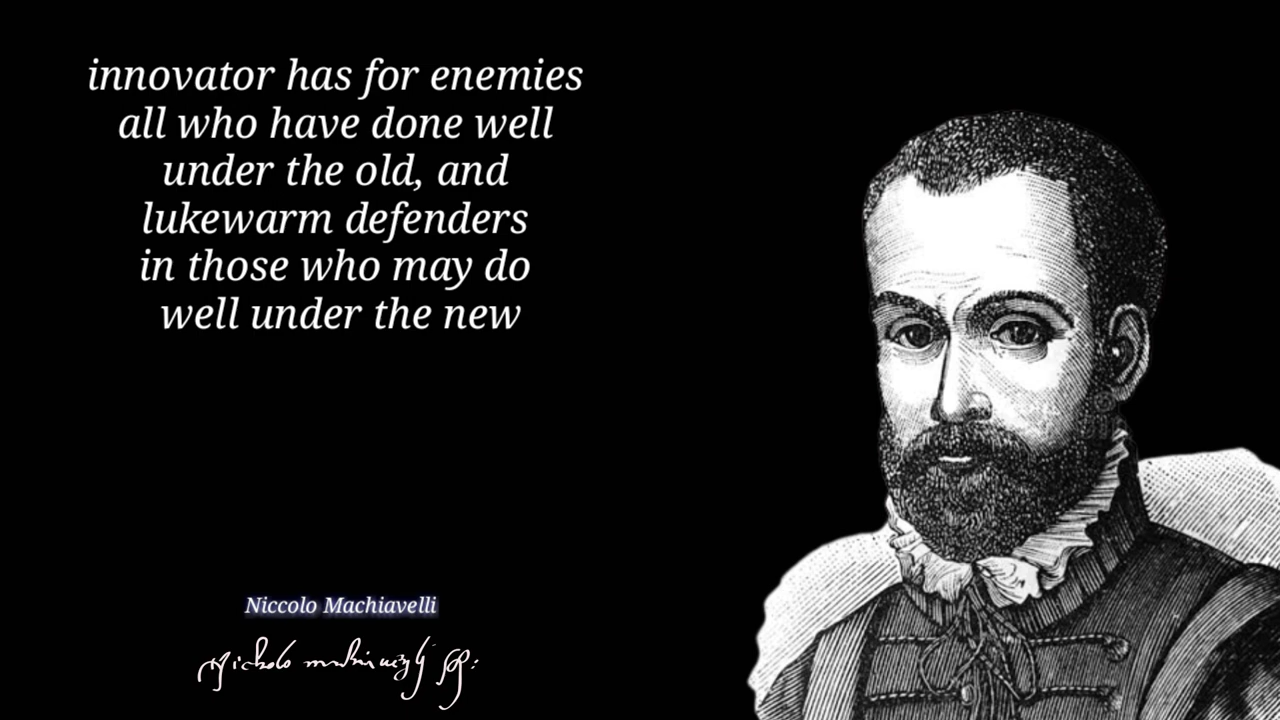 innovator has for enemies
all who have done well
under the old, and
lukewarm defenders
in those who may do
well under the new
Niccolo Machiavelli